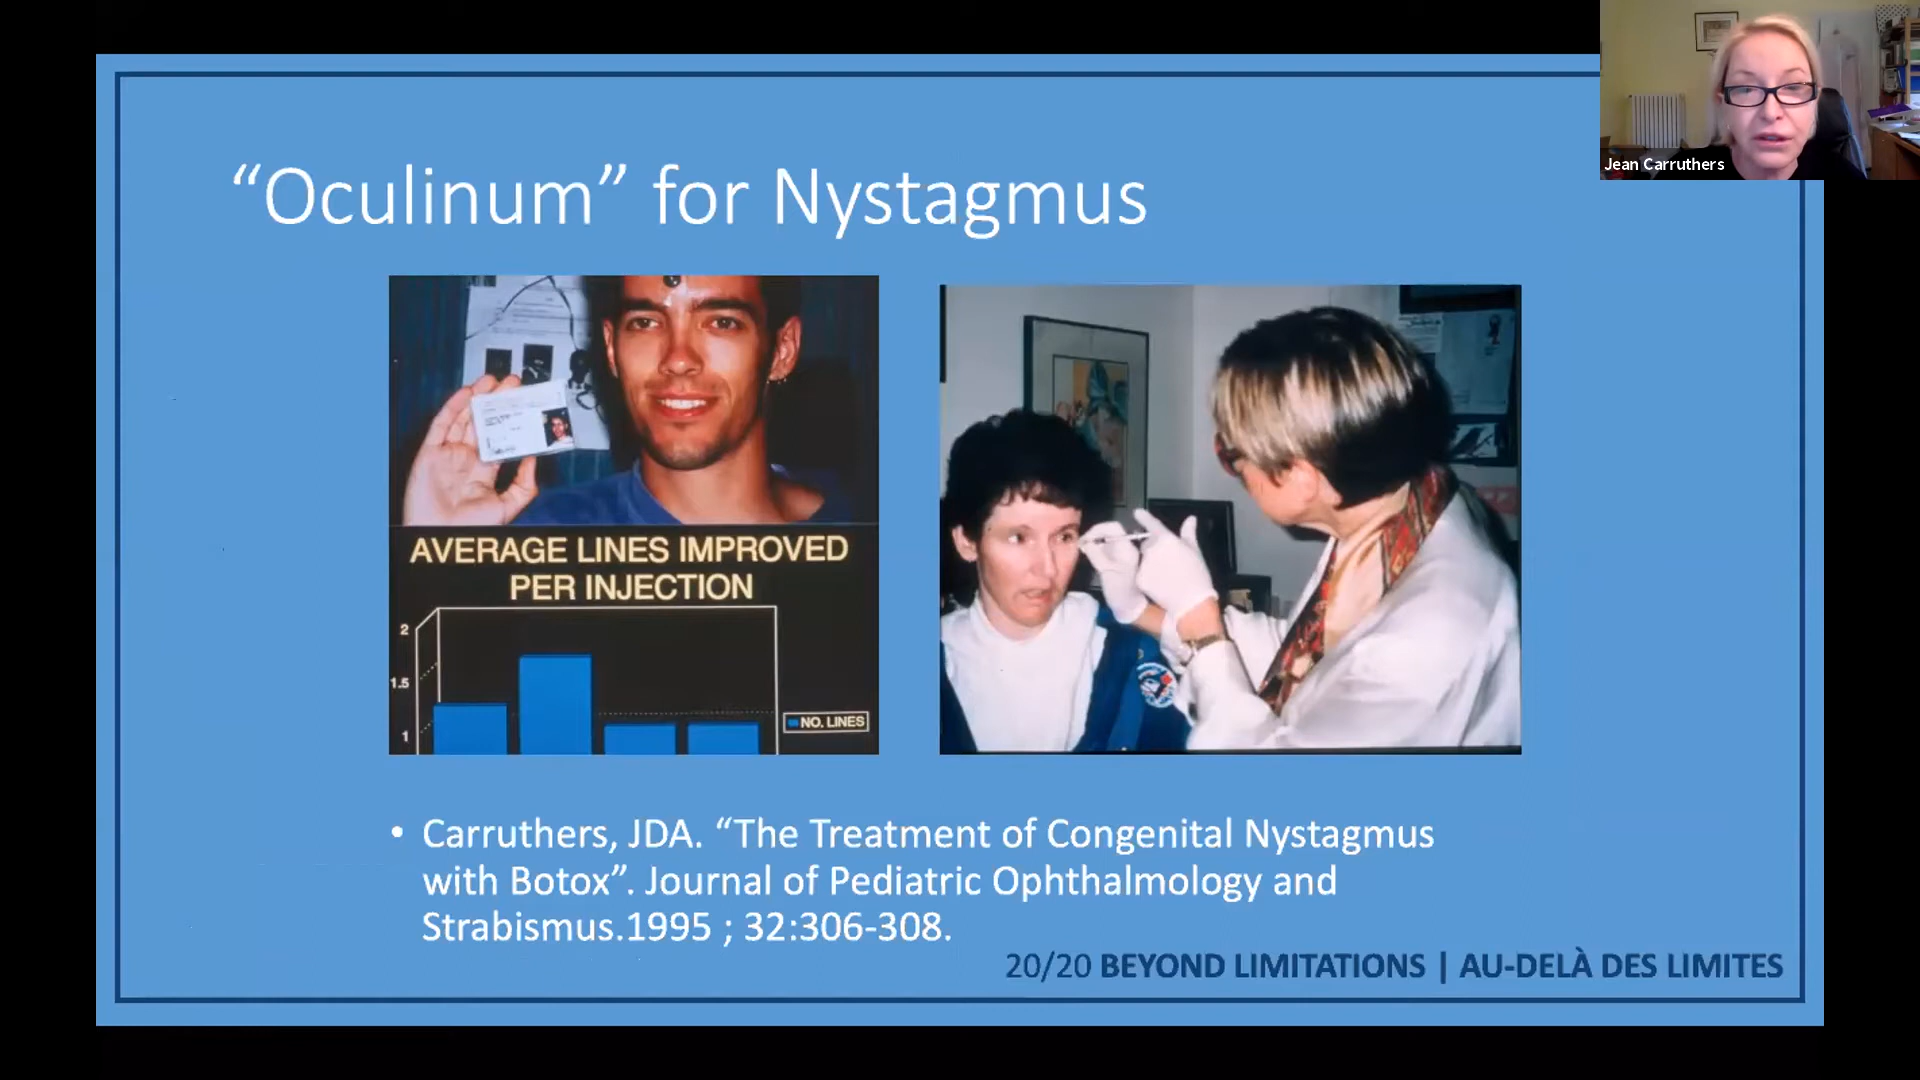 “Oculinum” for Nystagmus
Jean Carruthers
AVERAGE LINES IMPROVED
PER INJECTION
2
1.5
1
NO. LINES
• Carruthers, JDA. “The Treatment of Congenital Nystagmus
with Botox”. Journal of Pediatric Ophthalmology and
Strabismus.1995 ; 32:306-308.
20/20 BEYOND LIMITATIONS | AU-DELÀ DES LIMITES